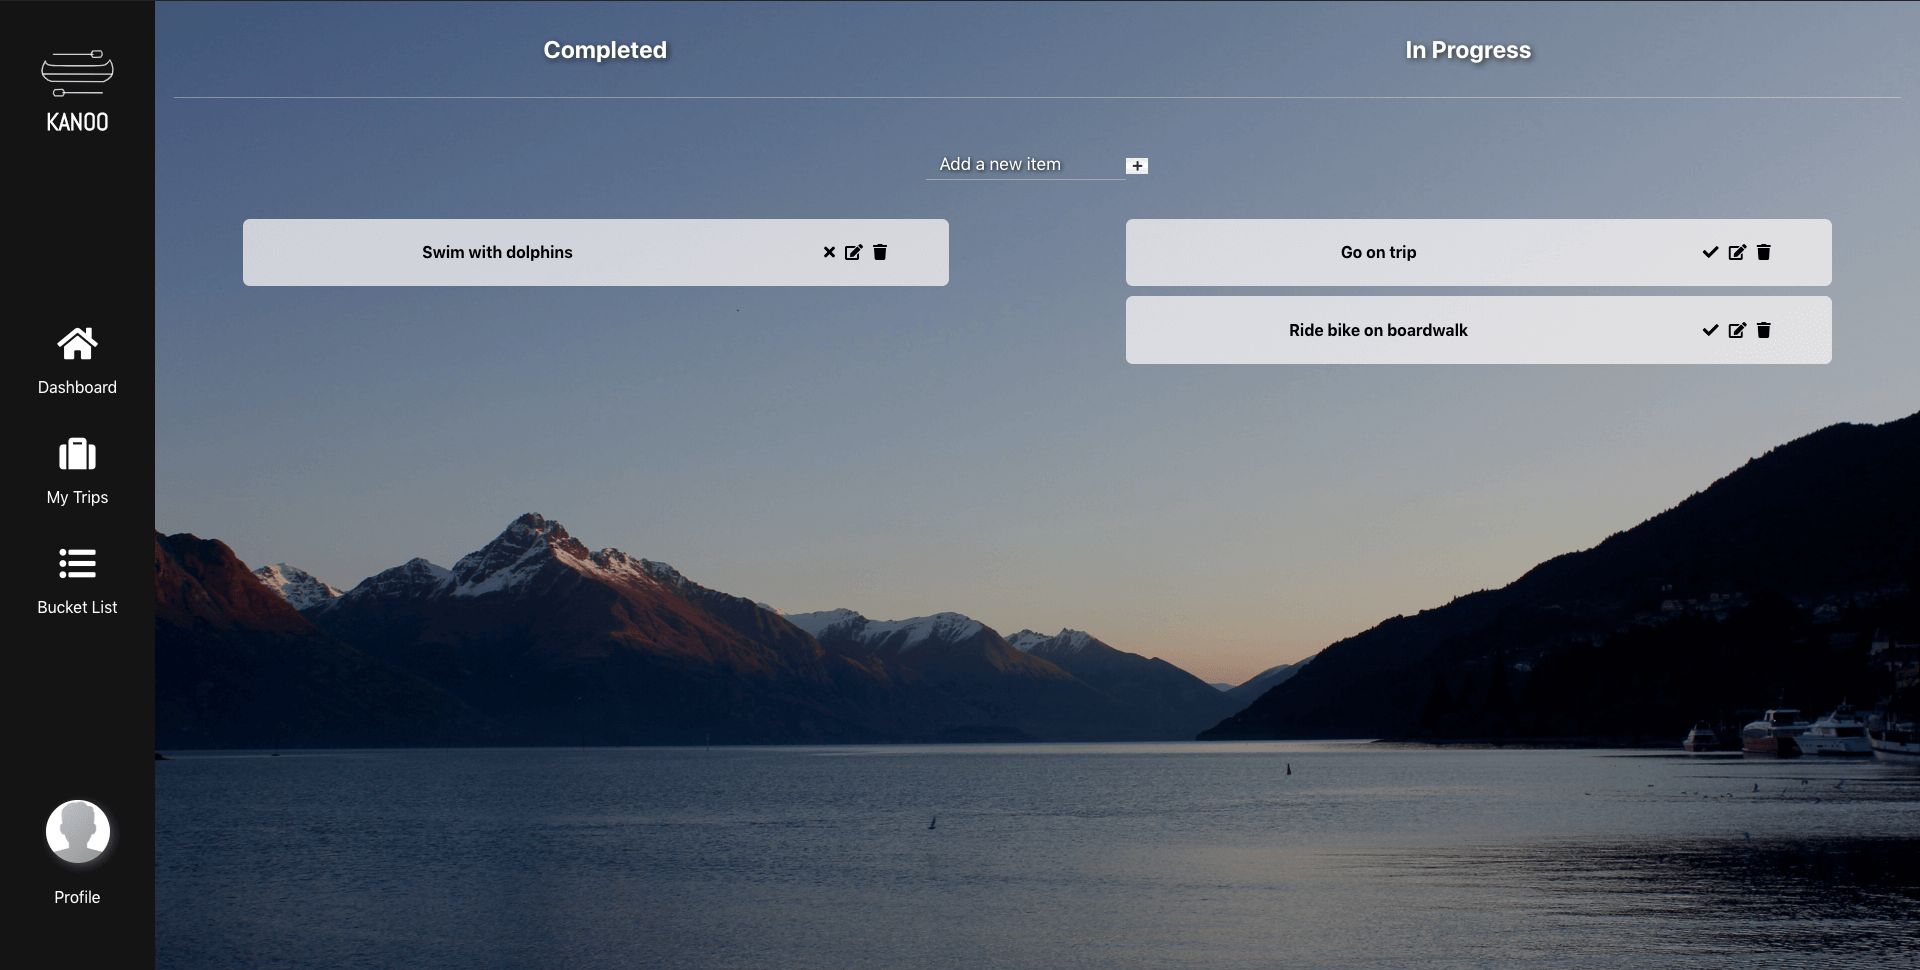 KANOO
Dashboard
My Trips
Bucket List
Profile
Completed
In Progress
Add a new item
Swim with dolphins
Go on trip
Ride bike on boardwalk